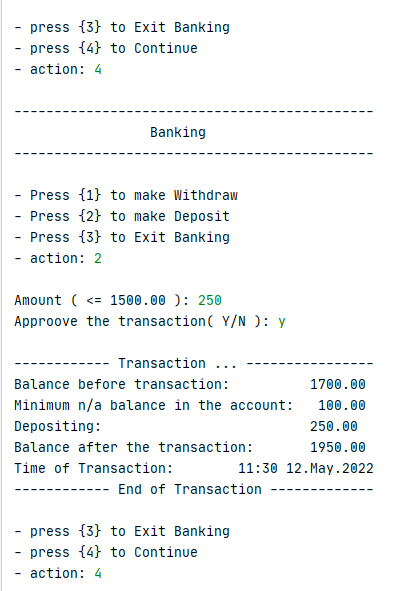 - press {3} to Exit Banking
- press {4} to Continue
- action: 4
---------------------------------------------
Banking
---------------------------------------------
- Press {1} to make Withdraw
- Press {2} to make Deposit
- Press {3} to Exit Banking
- action: 2
Amount ( <= 1500.00 ): 250
Approove the transaction( Y/N ): y
------------ Transaction ... ----------------
Balance before transaction: 1700.00
Minimum n/a balance in the account: 100.00
Depositing: 250.00
Balance after the transaction: 1950.00
Time of Transaction: 11:30 12.May.2022
------------ End of Transaction -------------
- press {3} to Exit Banking
- press {4} to Continue
- action: 4